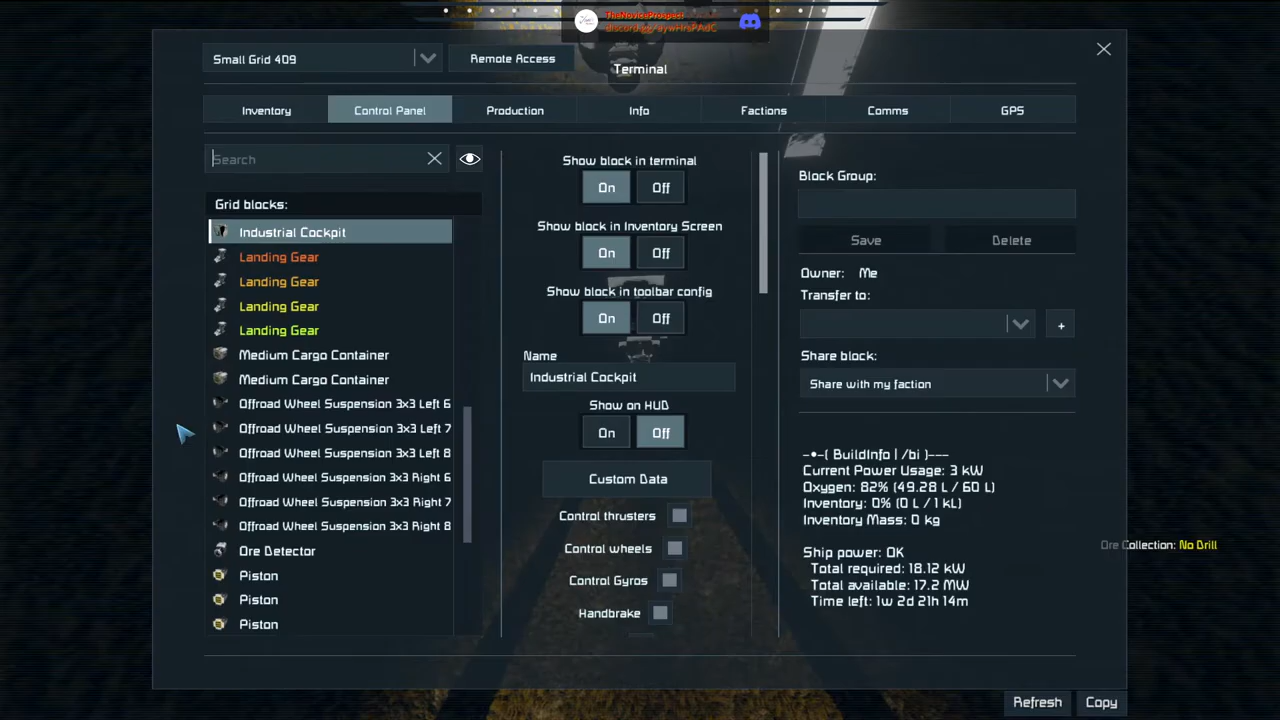 TheNoviceProspect
Small Grid 409
Remote Access
Terminal
Inventory
Control Panel
Production
Info
Factions
Comms
GPS
Search
Grid blocks:
Industrial Cockpit
Landing Gear
Landing Gear
Landing Gear
Landing Gear
Medium Cargo Container
Medium Cargo Container
Offroad Wheel Suspension 3x3 Left 6
Offroad Wheel Suspension 3x3 Left 7
Offroad Wheel Suspension 3x3 Left 8
Offroad Wheel Suspension 3x3 Right 6
Offroad Wheel Suspension 3x3 Right 7
Offroad Wheel Suspension 3x3 Right 8
Ore Detector
Piston
Piston
Piston
Show block in terminal
On Off
Show block in Inventory Screen
On Off
Show block in toolbar config
On Off
Name
Industrial Cockpit
Show on HUD
On Off
Custom Data
Control thrusters
Control wheels
Control Gyros
Handbrake
Block Group:
Save Delete
Owner: Me
Transfer to:
+
Share block:
Share with my faction
-•-( BuildInfo | /bi )---
Current Power Usage: 3 kW
Oxygen: 82% (49.28 L / 60 L)
Inventory: 0% (0 L / 1 kL)
Inventory Mass: 0 kg
Ship power: OK
Total required: 18.12 kW
Total available: 17.2 MW
Time left: 1w 2d 21h 14m
Ore Collection: No Drill
Refresh
Copy